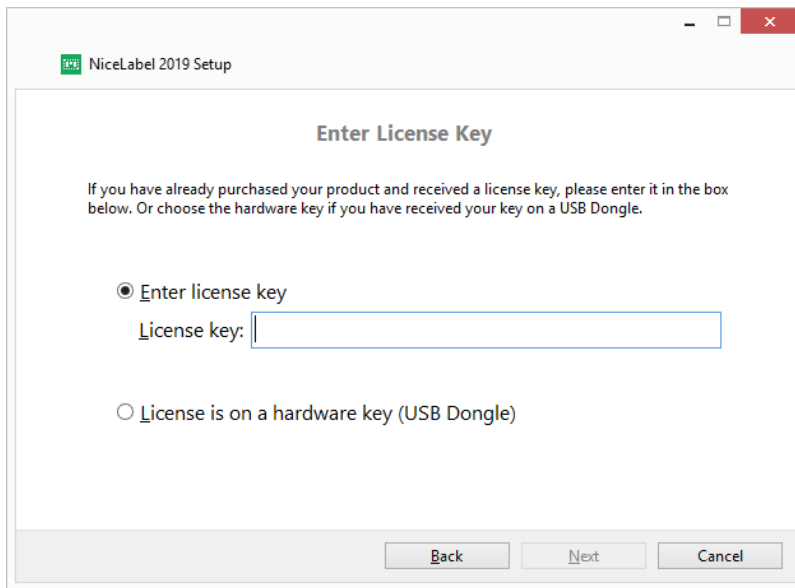 NiceLabel 2019 Setup
Enter License Key
If you have already purchased your product and received a license key, please enter it in the box
below. Or choose the hardware key if you have received your key on a USB Dongle.
Enter license key
License key:
License is on a hardware key (USB Dongle)
Back Next Cancel